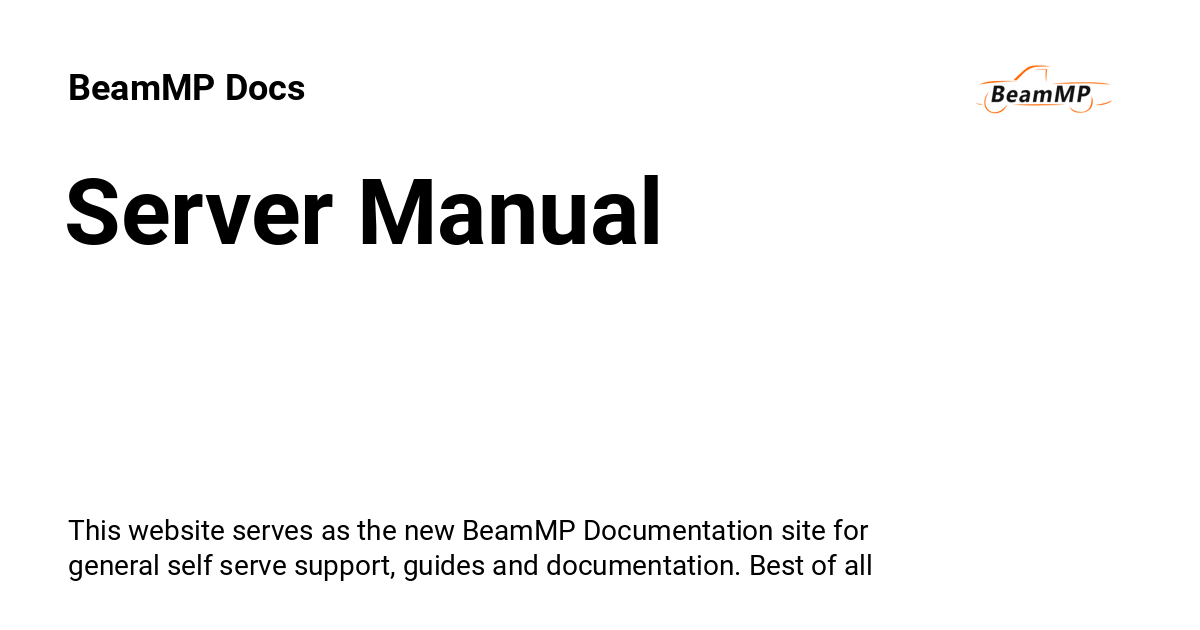 BeamMP Docs
BeamMP
Server Manual
This website serves as the new BeamMP Documentation site for
general self serve support, guides and documentation. Best of all